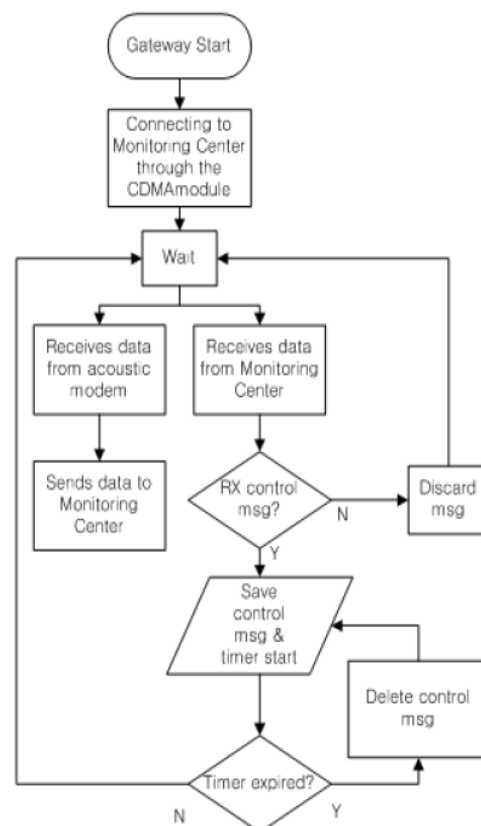 Gateway Start
Connecting to
Monitoring Center
through the
CDMAmodule
Wait
Receives data
from acoustic
modem
Receives data
from Monitoring
Center
Sends data to
Monitoring
Center
RX control
msg?
N
Discard
msg
Y
Save
control
msg &
timer start
Delete control
msg
Timer expired?
N
Y